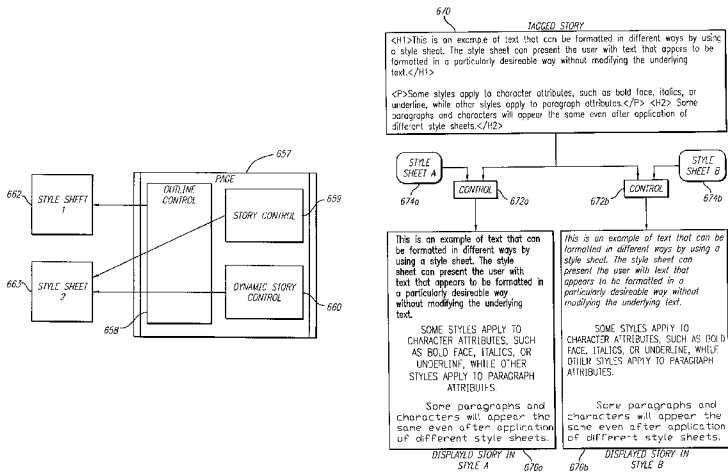 657
PAGE
662
STYLE SHEET
1
OUTLINE
CONTROL
STORY CONTROL
659
663
STYLE SHEET
2
DYNAMIC STORY
CONTROL
660
658
670
TAGGED STORY
<H1>This is an example of text that can be formatted in different ways by using
a style sheet. The style sheet can present the user with text that appears to be
formatted in a particularly desireable way without modifying the underlying
text.</H1>
<P>Some styles apply to character attributes, such as bold face, italics, or
underline, while other styles apply to paragraph attributes.</P> <H2> Some
paragraphs and characters will appear the same even after application of
different style sheets.</H2>
STYLE
SHEET A
674a
CONTROL
672a
CONTROL
672b
STYLE
SHEET B
674b
This is an example of text that can
be formatted in different ways by
using a style sheet. The style
sheet can present the user with
text that appears to be formatted in
a particularly desireable way
without modifying the underlying
text.
SOME STYLES APPLY TO
CHARACTER ATTRIBUTES, SUCH
AS BOLD FACE, ITALICS, OR
UNDERLINE, WHILE OTHER
STYLES APPLY TO PARAGRAPH
ATTRIBUTES.
Some paragraphs and
characters will appear the
same even after application
of different style sheets.
DISPLAYED STORY IN
STYLE A
676a
This is an example of text that can be
formatted in different ways by using a
style sheet. The style sheet can
present the user with text that
appears to be formatted in a
particularly desireable way without
modifying the underlying text.
SOME STYLES APPLY TO
CHARACTER ATTRIBUTES, SUCH AS BOLD
FACE, ITALICS, OR UNDERLINE, WHILE
OTHER STYLES APPLY TO PARAGRAPH
ATTRIBUTES.
Some paragraphs and
characters will appear the
same even after application
of different style sheets.
DISPLAYED STORY IN
STYLE B
676b